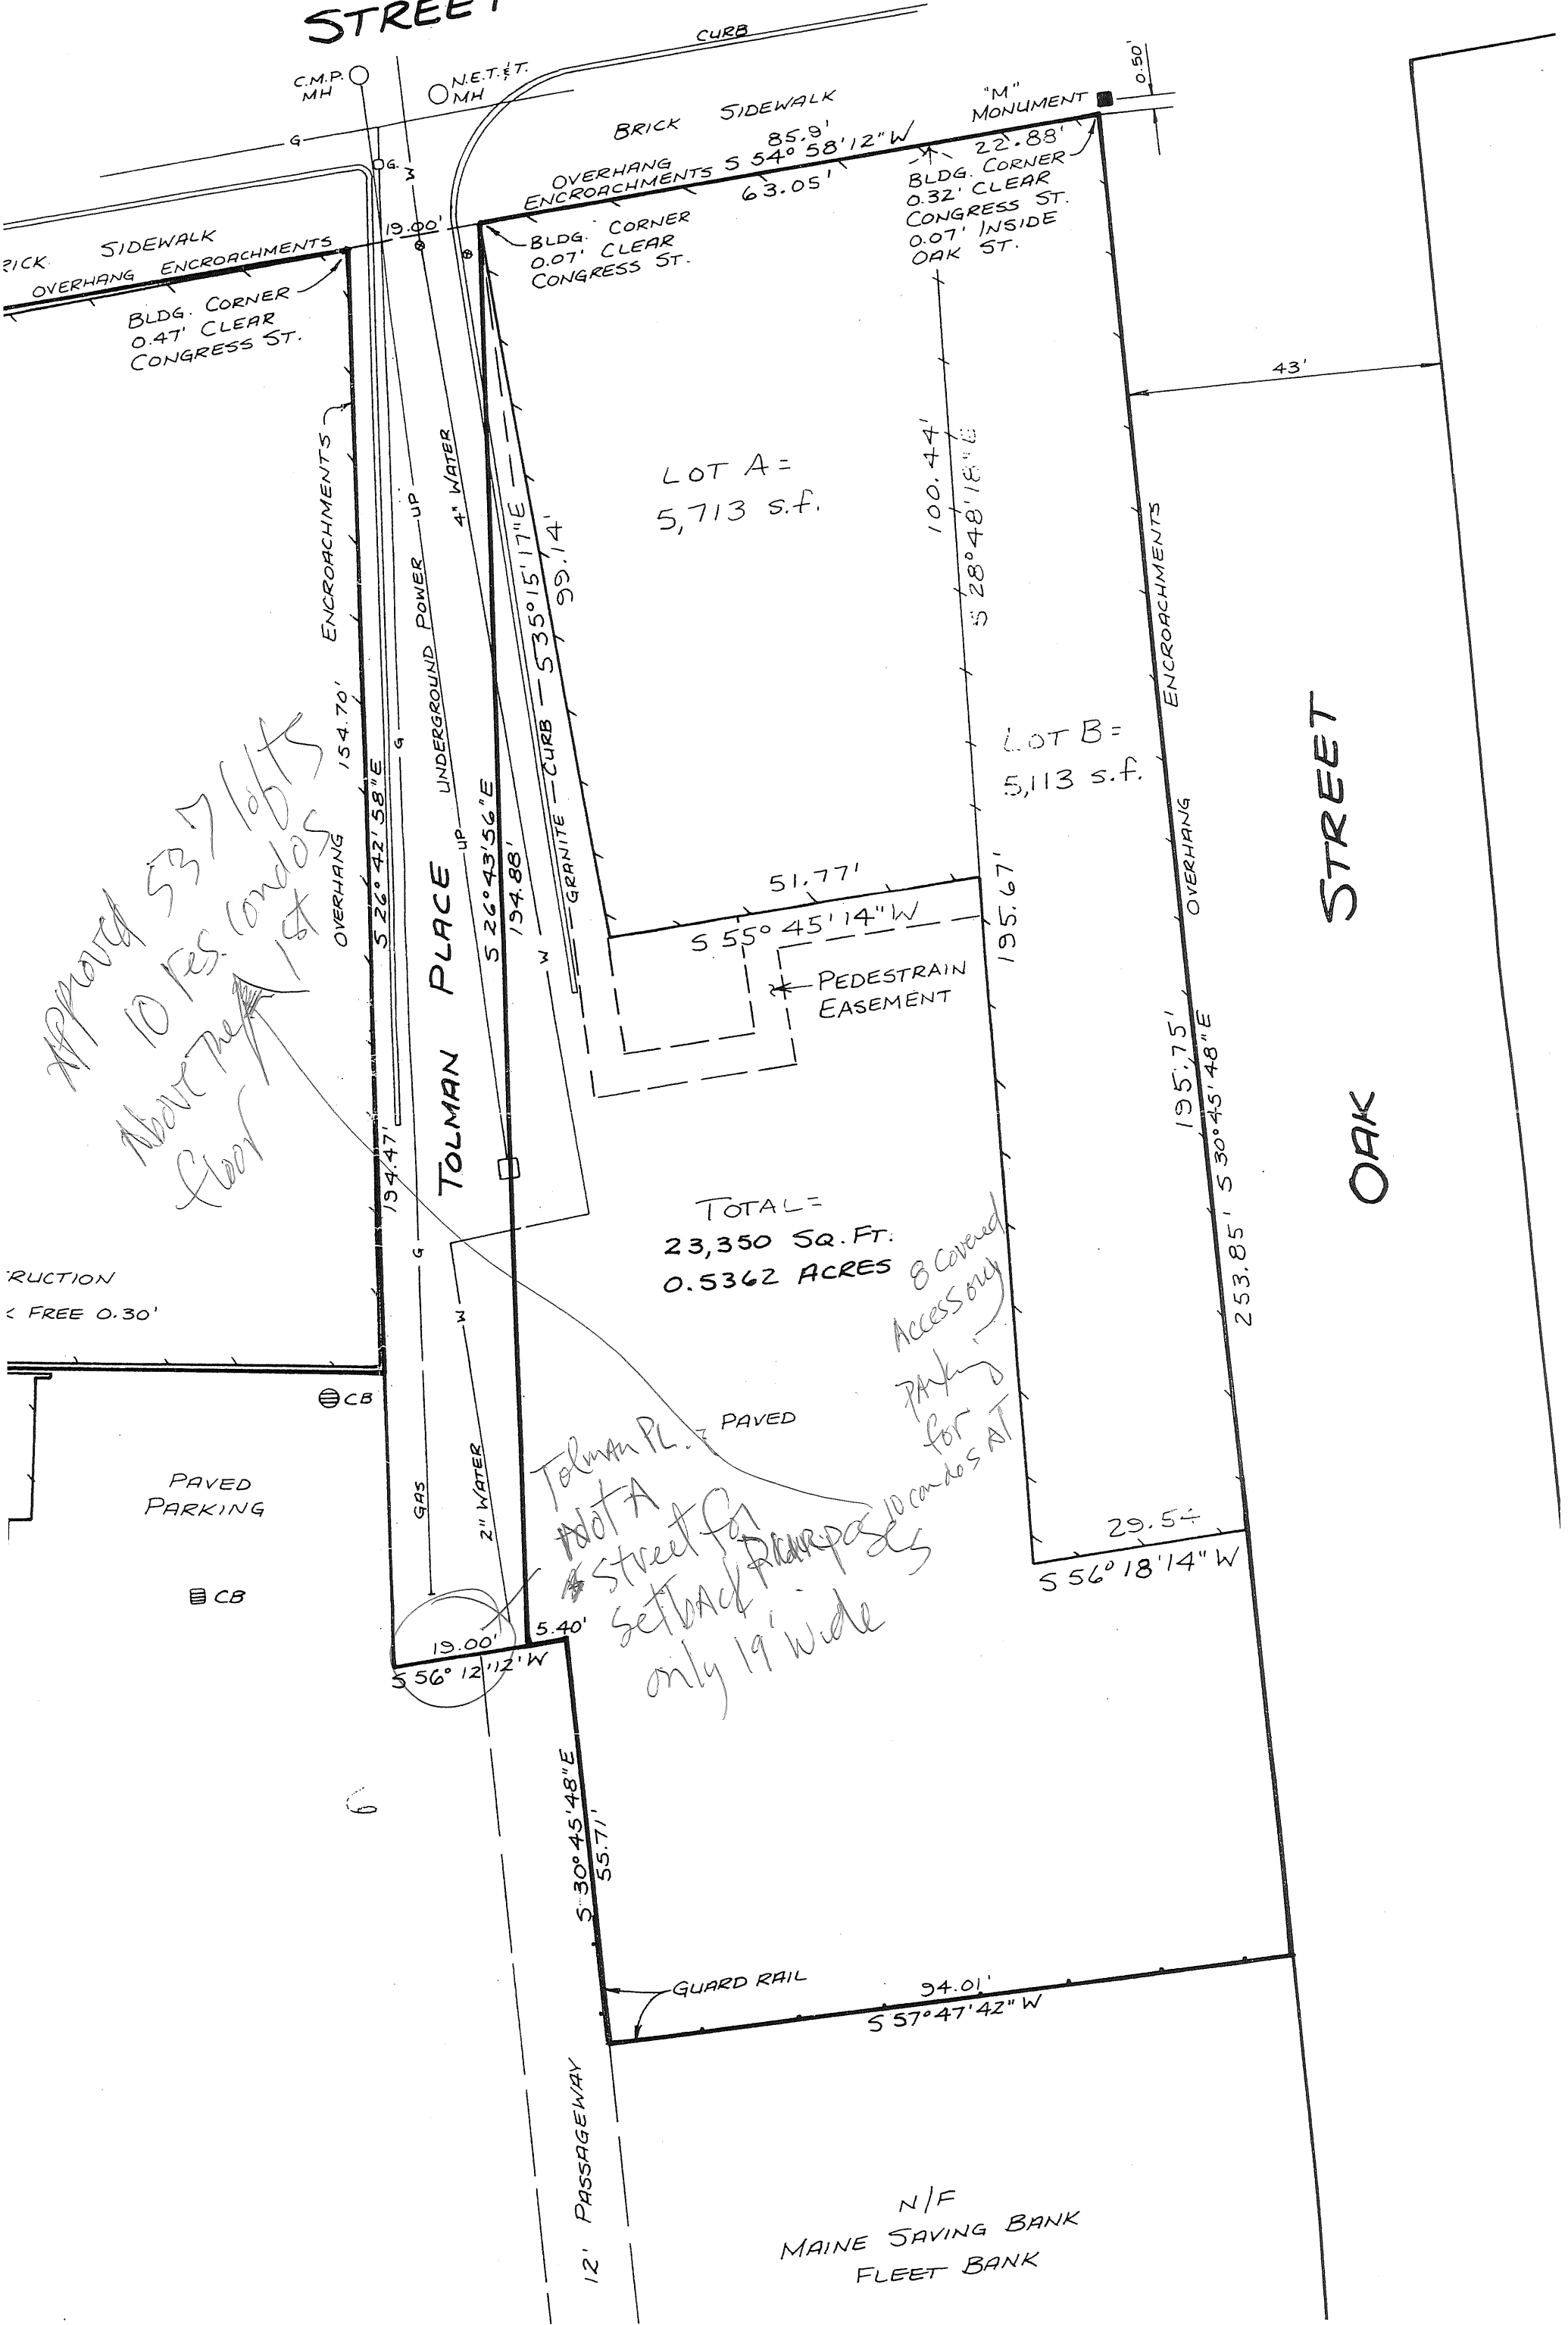 STREET
CURB
C.M.P.
MH
N.E.T.&T.
MH
0.50'
"M"
MONUMENT
BRICK SIDEWALK
85.9'
S 54° 58' 12" W
22.88'
OVERHANG
ENCROACHMENTS
63.05'
BLDG. CORNER
0.32' CLEAR
CONGRESS ST.
0.07' INSIDE
OAK ST.
G
G.
W
19.00'
BLDG. CORNER
0.07' CLEAR
CONGRESS ST.
RICK SIDEWALK
OVERHANG ENCROACHMENTS
BLDG. CORNER
0.47' CLEAR
CONGRESS ST.
43'
ENCROACHMENTS
154.70'
OVERHANG
S 26° 42' 58" E
194.47'
G
G
GAS
UP
UNDERGROUND POWER
UP
4" WATER
TOLMAN PLACE
S 26° 43' 56" E
194.88'
W
W
2" WATER
GRANITE CURB
S 35° 15' 17" E
99.14'
LOT A =
5,713 s.f.
100.44'
S 28° 48' 18" E
LOT B =
5,113 s.f.
ENCROACHMENTS
OVERHANG
OAK STREET
51.77'
S 55° 45' 14" W
195.67'
PEDESTRAIN
EASEMENT
195.75'
S 30° 45' 48" E
253.85'
Approved 537 lofts
10 res. condos
Above the 1st
floor
TOTAL =
23,350 SQ. FT.
0.5362 ACRES
8 covered
Accessory
Parking
for
10 condos AT
RUCTION
< FREE 0.30'
CB
PAVED
PARKING
CB
PAVED
Tolman PL.
Not A
street for
setback purposes
only 19' wide
29.54
S 56° 18' 14" W
19.00'
5.40'
S 56° 12' 12" W
6
S 30° 45' 48" E
55.71'
GUARD RAIL
94.01'
S 57° 47' 42" W
12' PASSAGEWAY
N/F
MAINE SAVING BANK
FLEET BANK